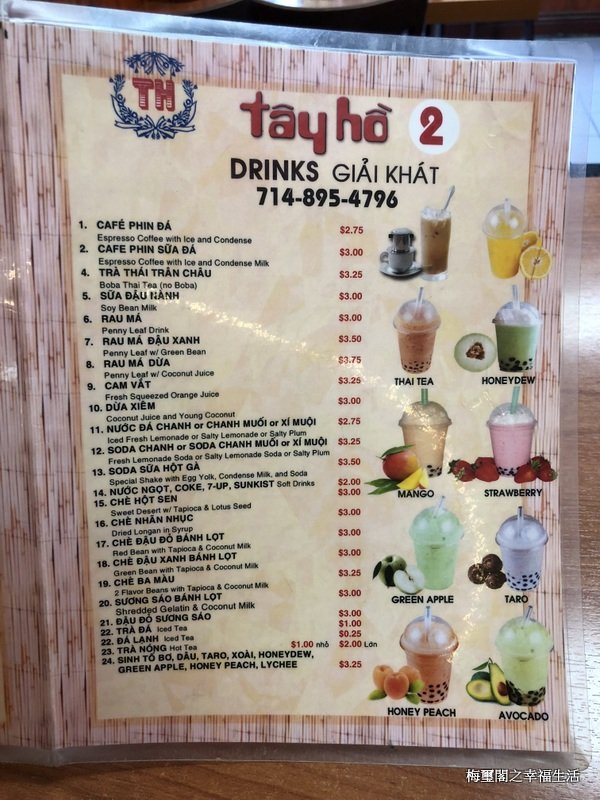 TH
tây hồ 2
DRINKS GIẢI KHÁT
714-895-4796
1. CAFÉ PHIN ĐÁ $2.75
Espresso Coffee with Ice and Condense
2. CAFE PHIN SỮA ĐÁ $3.00
Espresso Coffee with Ice and Condense Milk
4. TRÀ THÁI TRÂN CHÂU $3.25
Boba Thai Tea (no Boba)
5. SỮA ĐẬU NÀNH $3.00
Soy Bean Milk
6. RAU MÁ $3.00
Penny Leaf Drink
7. RAU MÁ ĐẬU XANH $3.50
Penny Leaf w/ Green Bean
8. RAU MÁ DỪA $3.75
Penny Leaf w/ Coconut Juice
9. CAM VẮT $3.25
Fresh Squeezed Orange Juice
10. DỪA XIÊM $3.00
Coconut Juice and Young Coconut
11. NƯỚC ĐÁ CHANH or CHANH MUỐI or XÍ MUỘI $2.75
Iced Fresh Lemonade or Salty Lemonade or Salty Plum
12. SODA CHANH or SODA CHANH MUỐI or XÍ MUỘI $3.25
Fresh Lemonade Soda or Salty Lemonade Soda or Salty Plum
13. SODA SỮA HỘT GÀ $3.50
Special Shake with Egg Yolk, Condense Milk, and Soda
14. NƯỚC NGỌT, COKE, 7-UP, SUNKIST Soft Drinks $2.00
15. CHÈ HỘT SEN $3.00
Sweet Desert w/ Tapioca & Lotus Seed
16. CHÈ NHÂN NHỤC $3.00
Dried Longan in Syrup
17. CHÈ ĐẬU ĐỎ BÁNH LỌT $3.00
Red Bean with Tapioca & Coconut Milk
18. CHÈ ĐẬU XANH BÁNH LỌT $3.00
Green Bean with Tapioca & Coconut Milk
19. CHÈ BA MÀU $3.25
2 Flavor Beans with Tapioca & Coconut Milk
20. SƯƠNG SÁO BÁNH LỌT $3.00
Shredded Gelatin & Coconut Milk
21. ĐẬU ĐỎ SƯƠNG SÁO $3.00
22. TRÀ ĐÁ Iced Tea $1.00
22. ĐÁ LẠNH Iced Tea $0.25
23. TRÀ NÓNG Hot Tea $1.00 nhỏ $2.00 Lớn
24. SINH TỐ BƠ, DÂU, TARO, XOÀI, HONEYDEW,
GREEN APPLE, HONEY PEACH, LYCHEE $3.25
THAI TEA
HONEYDEW
MANGO
STRAWBERRY
GREEN APPLE
TARO
HONEY PEACH
AVOCADO
梅璽閣之幸福生活